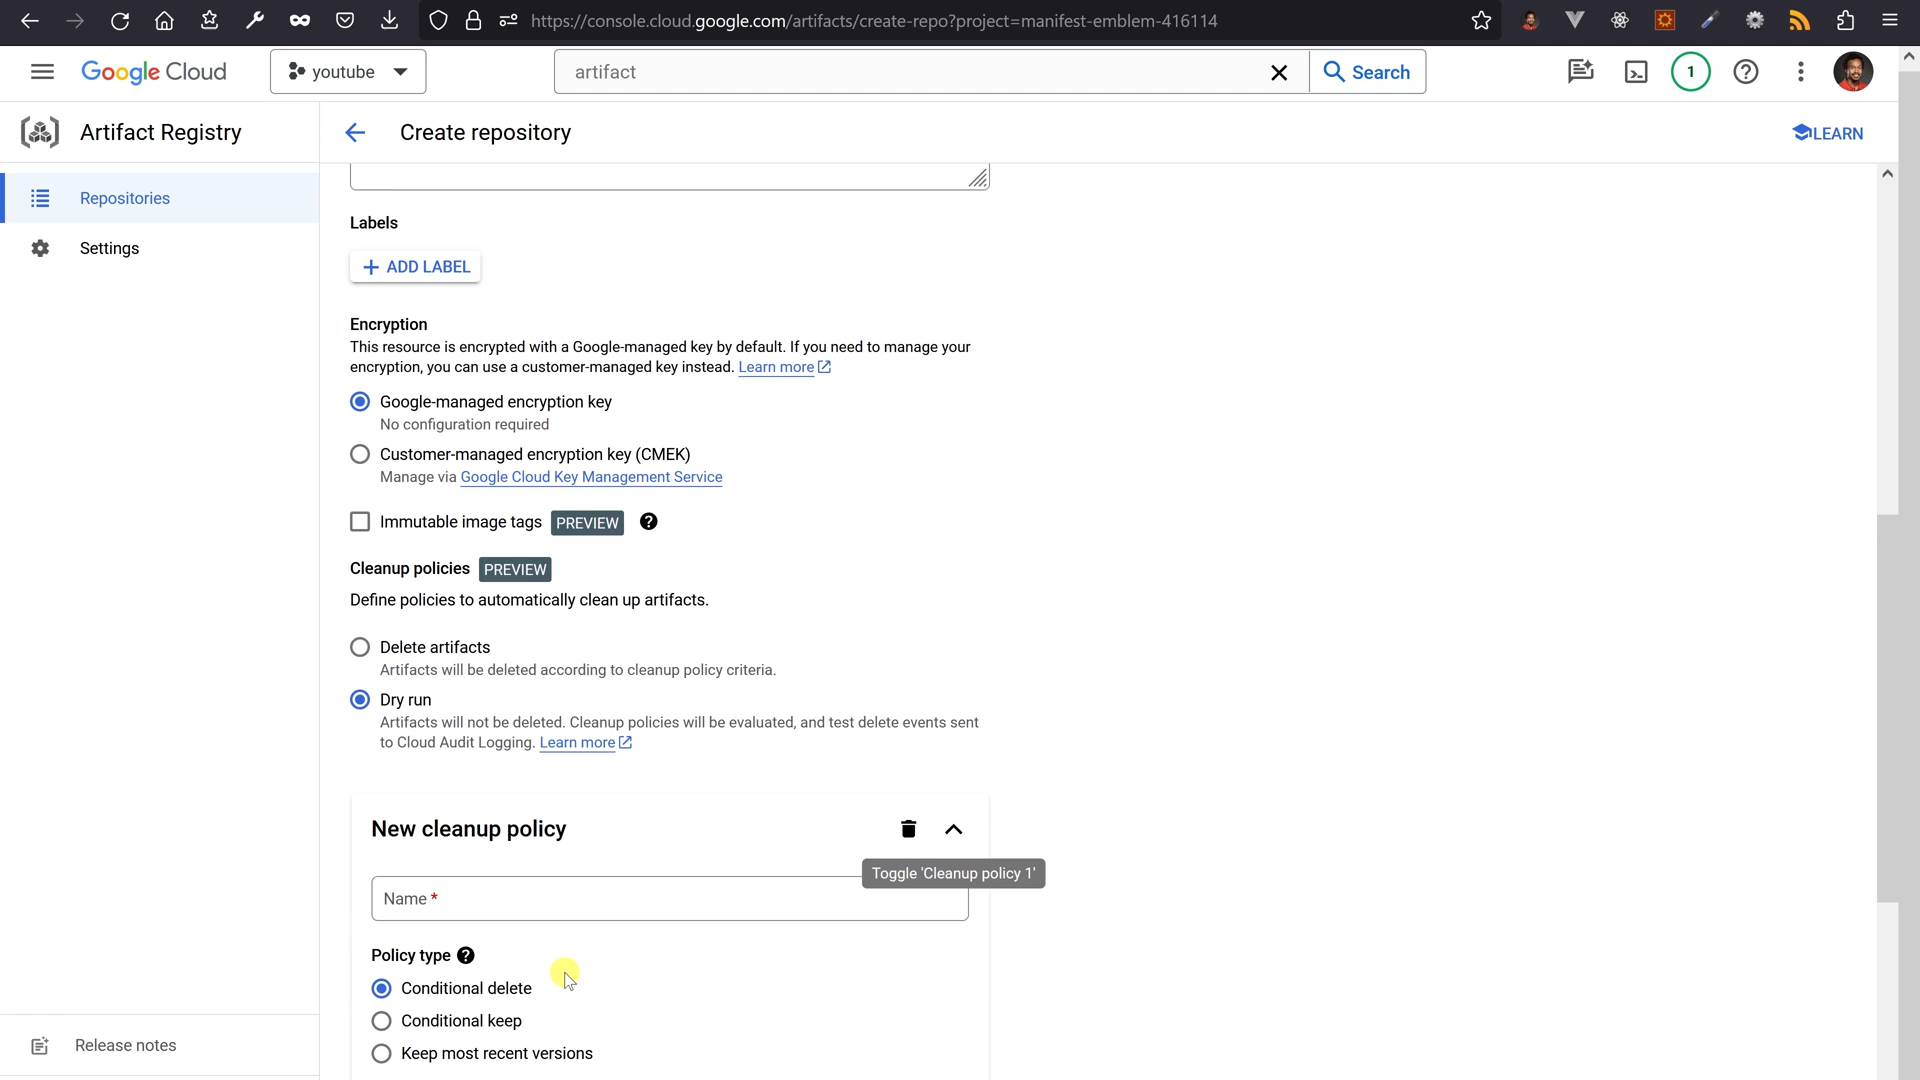 https://console.cloud.google.com/artifacts/create-repo?project=manifest-emblem-416114
Google Cloud
youtube
artifact
Search
1
Artifact Registry
Create repository
LEARN
Repositories
Settings
Labels
ADD LABEL
Encryption
This resource is encrypted with a Google-managed key by default. If you need to manage your
encryption, you can use a customer-managed key instead. Learn more
Google-managed encryption key
No configuration required
Customer-managed encryption key (CMEK)
Manage via Google Cloud Key Management Service
Immutable image tags PREVIEW
Cleanup policies PREVIEW
Define policies to automatically clean up artifacts.
Delete artifacts
Artifacts will be deleted according to cleanup policy criteria.
Dry run
Artifacts will not be deleted. Cleanup policies will be evaluated, and test delete events sent
to Cloud Audit Logging. Learn more
New cleanup policy
Toggle 'Cleanup policy 1'
Name *
Policy type
Conditional delete
Conditional keep
Keep most recent versions
Release notes